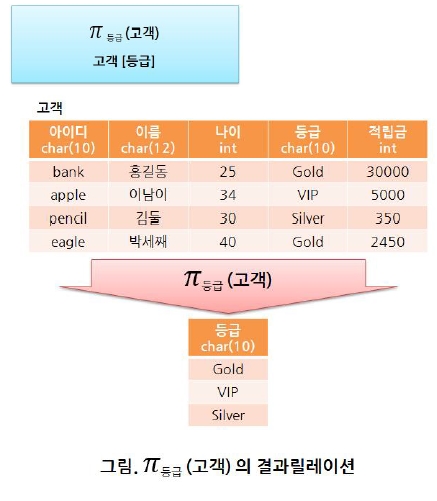 π 등급 (고객)
고객 [등급]
고객
아이디 이름 나이 등급 적립금
char(10) char(12) int char(10) int
bank 홍길동 25 Gold 30000
apple 이남이 34 VIP 5000
pencil 김둘 30 Silver 350
eagle 박세째 40 Gold 2450
π 등급 (고객)
등급
char(10)
Gold
VIP
Silver
그림. π 등급 (고객) 의 결과릴레이션